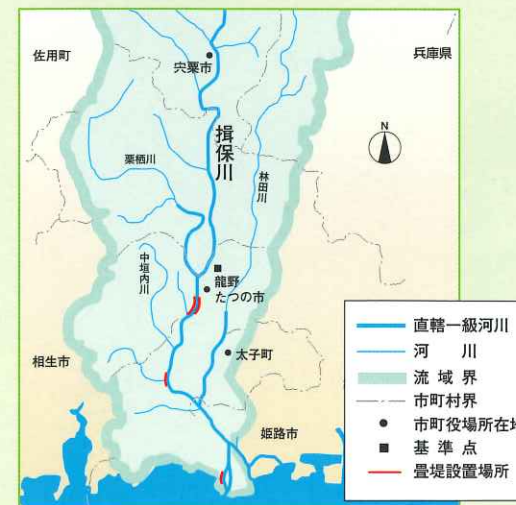 佐用町
兵庫県
宍粟市
揖保川
N
栗栖川
林田川
中垣内川
龍野
たつの市
太子町
相生市
姫路市
直轄一級河川
河　川
流 域 界
市町村界
市町役場所在地
基 準 点
畳堤設置場所